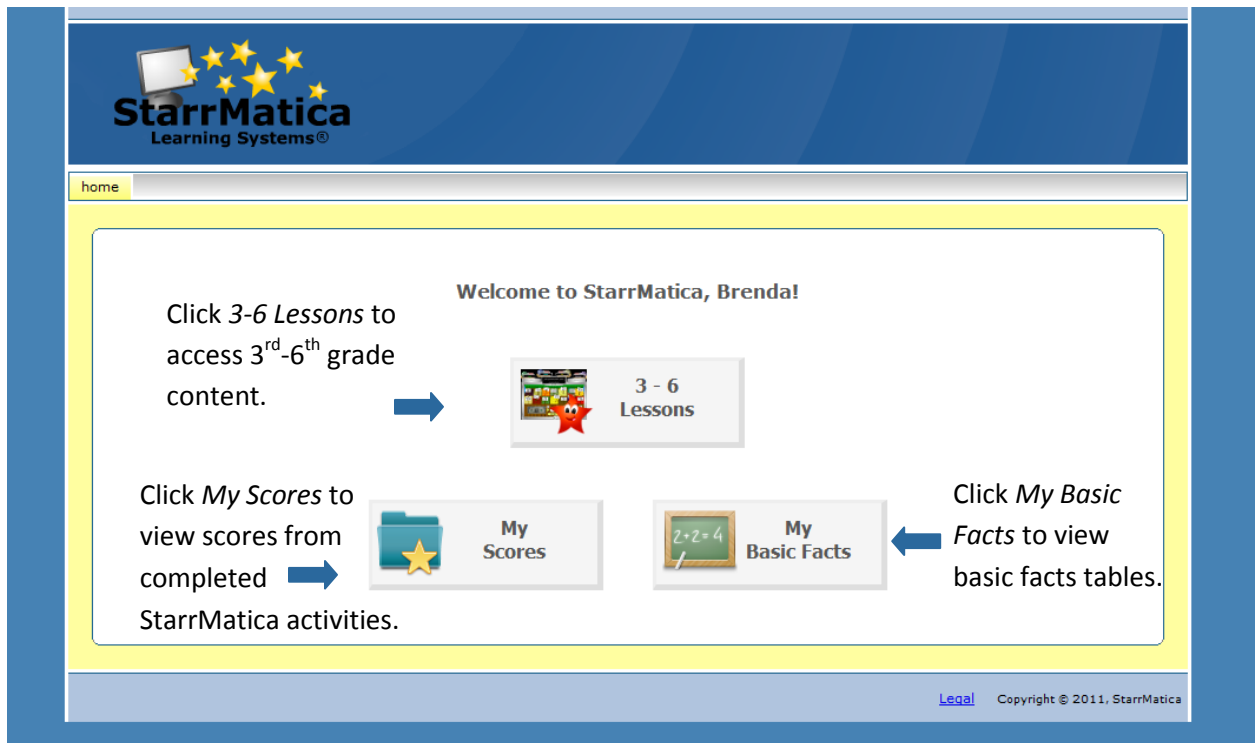 StarrMatica
Learning Systems®
home
Welcome to StarrMatica, Brenda!
Click 3-6 Lessons to
access 3rd-6th grade
content.
3 - 6
Lessons
Click My Scores to
view scores from
completed
StarrMatica activities.
My
Scores
2+2=4
My
Basic Facts
Click My Basic
Facts to view
basic facts tables.
Legal Copyright © 2011, StarrMatica